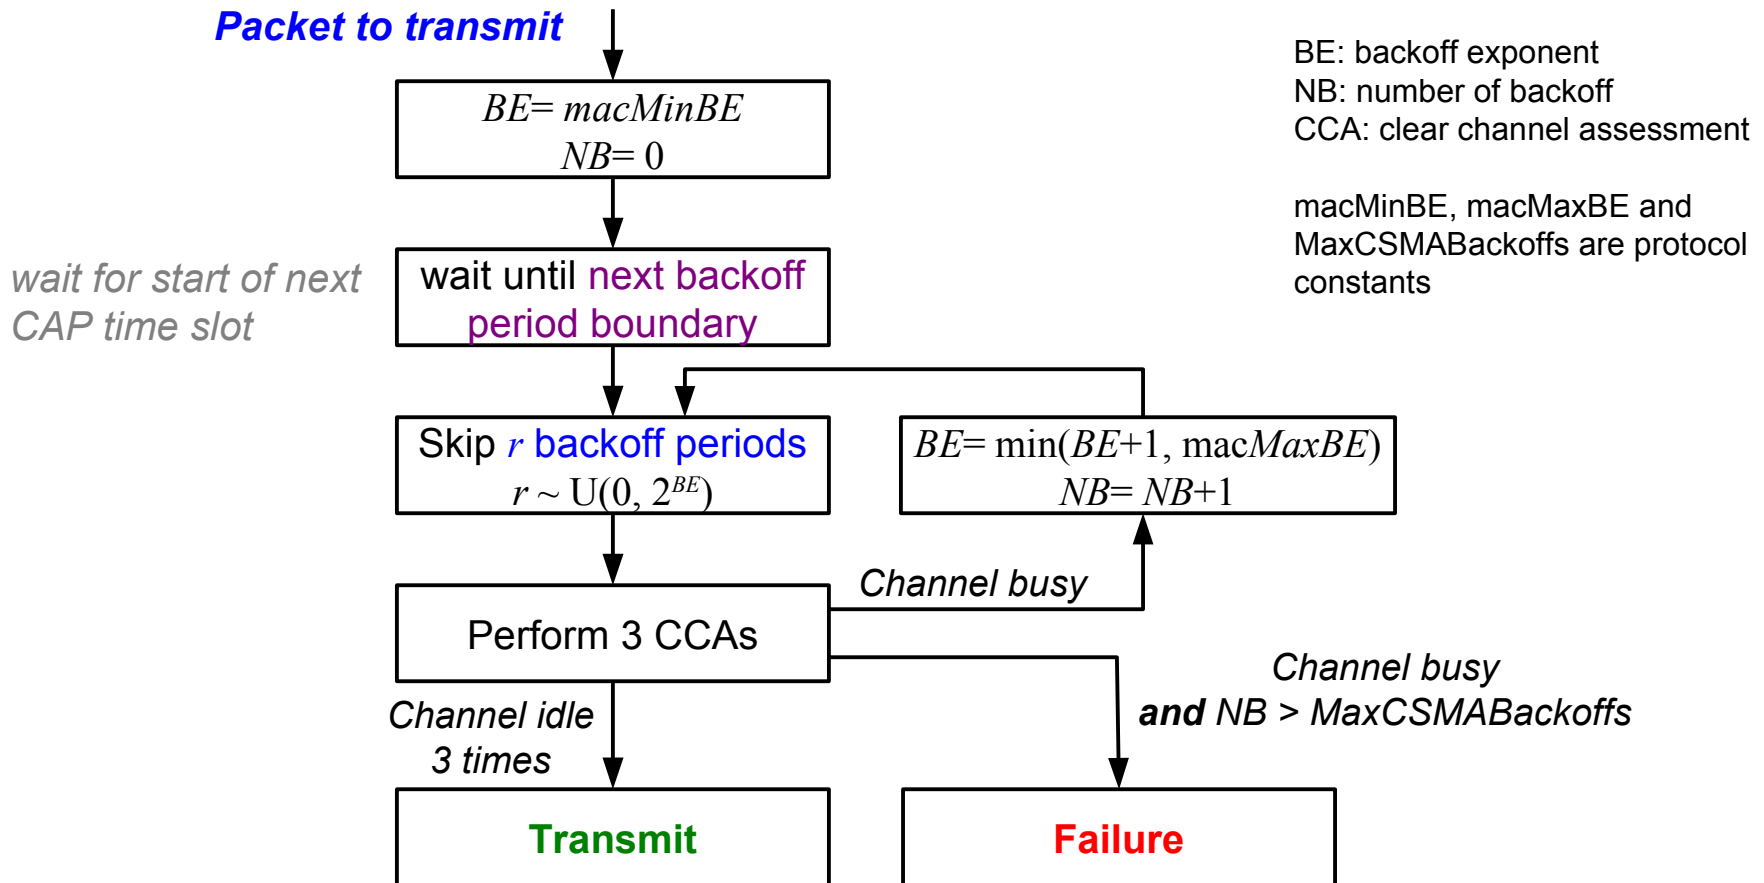 Packet to transmit
BE= macMinBE
NB= 0
BE: backoff exponent
NB: number of backoff
CCA: clear channel assessment
macMinBE, macMaxBE and
MaxCSMABackoffs are protocol
constants
wait for start of next
CAP time slot
wait until next backoff
period boundary
Skip r backoff periods
r ~ U(0, 2^BE)
BE= min(BE+1, macMaxBE)
NB= NB+1
Channel busy
Perform 3 CCAs
Channel busy
and NB > MaxCSMABackoffs
Channel idle
3 times
Transmit
Failure